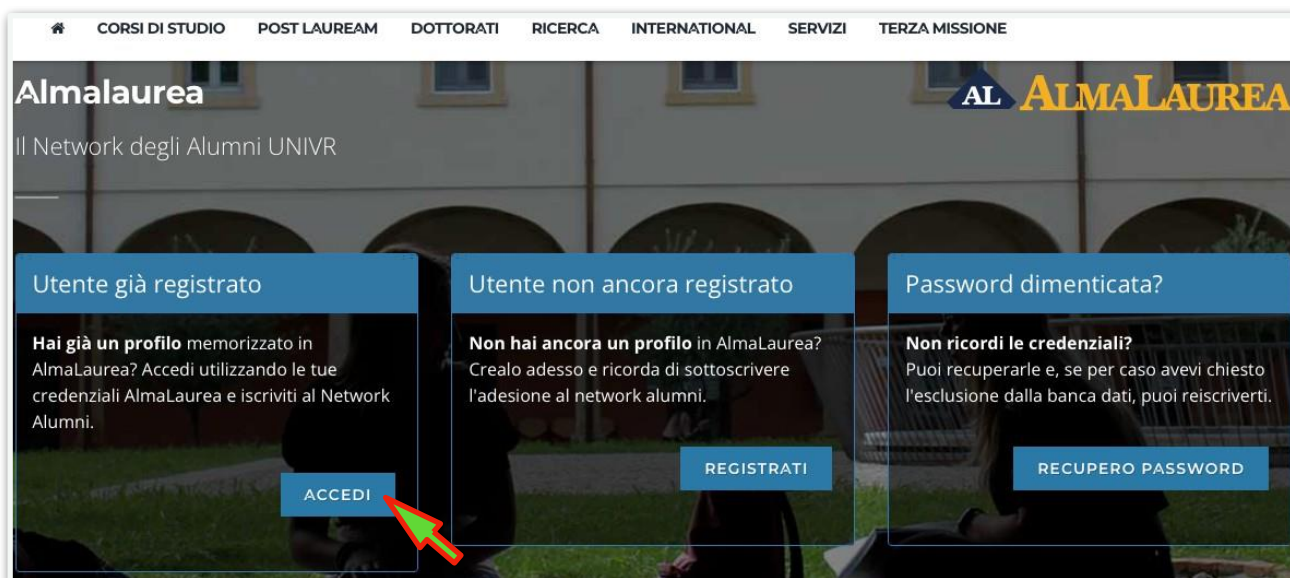 CORSI DI STUDIO POST LAUREAM DOTTORATI RICERCA INTERNATIONAL SERVIZI TERZA MISSIONE
Almalaurea
AL ALMALAUREA
Il Network degli Alumni UNIVR
Utente già registrato
Hai già un profilo memorizzato in
AlmaLaurea? Accedi utilizzando le tue
credenziali AlmaLaurea e iscriviti al Network
Alumni.
ACCEDI
Utente non ancora registrato
Non hai ancora un profilo in AlmaLaurea?
Crealo adesso e ricorda di sottoscrivere
l'adesione al network alumni.
REGISTRATI
Password dimenticata?
Non ricordi le credenziali?
Puoi recuperarle e, se per caso avevi chiesto
l'esclusione dalla banca dati, puoi reiscriverti.
RECUPERO PASSWORD